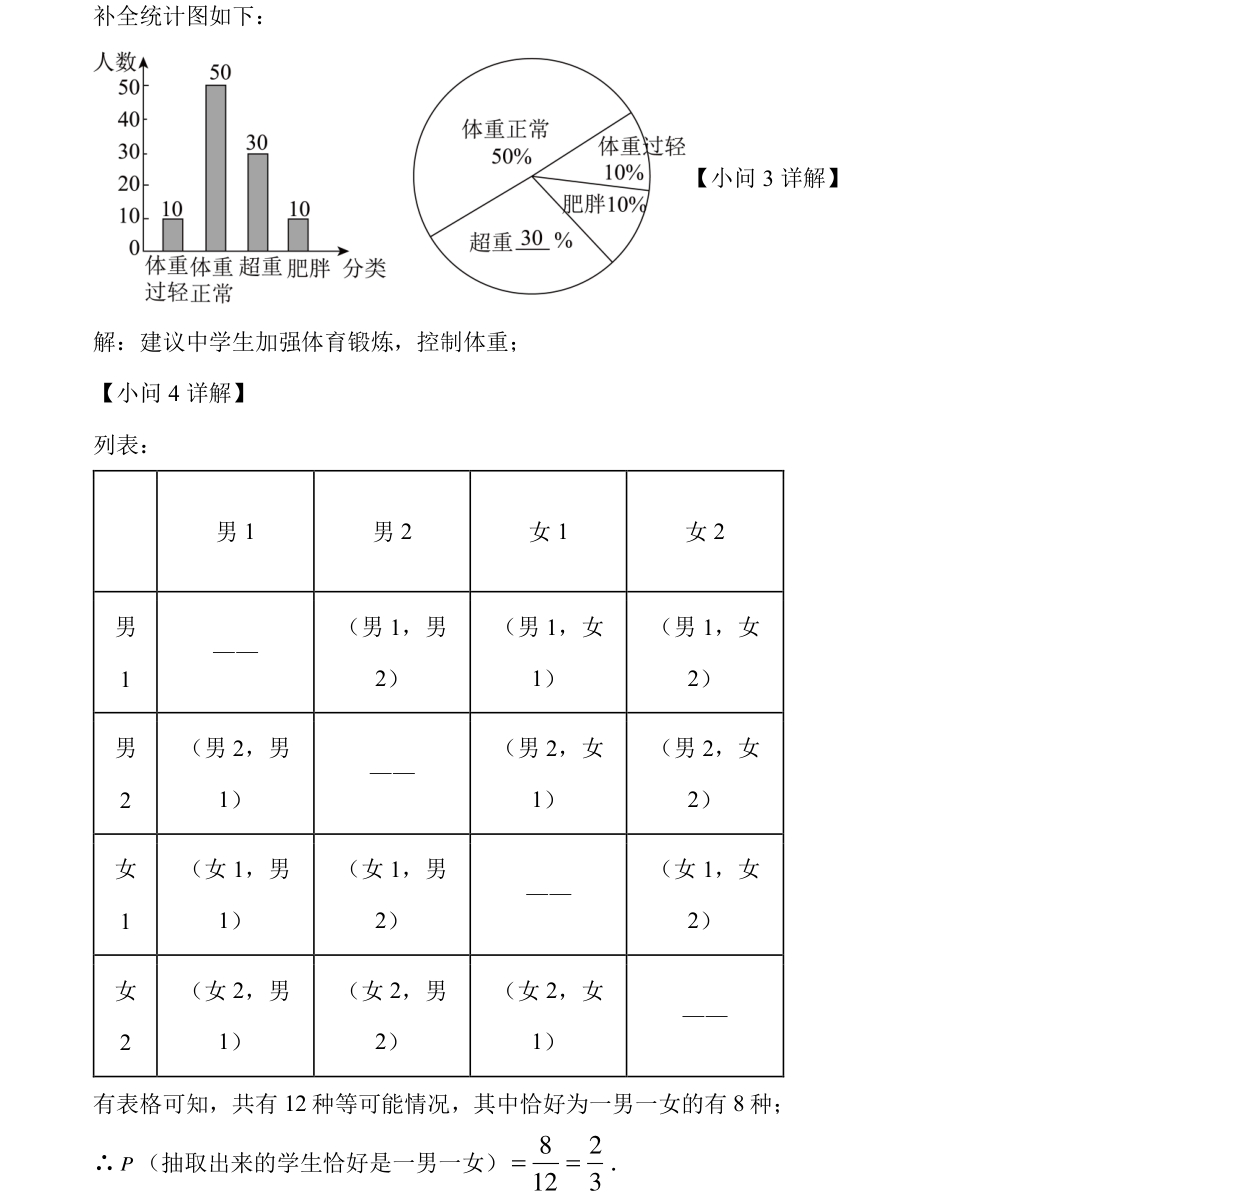 补全统计图如下：
人数
50
40
30
20
10
0
10
50
30
10
体重过轻
体重正常
超重
肥胖
分类
体重正常
50%
体重过轻
10%
肥胖10%
超重 30 %
【小问 3 详解】
解：建议中学生加强体育锻炼，控制体重；
【小问 4 详解】
列表：
男 1 男 2 女 1 女 2
男 1 —— （男 1，男 2） （男 1，女 1） （男 1，女 2）
男 2 （男 2，男 1） —— （男 2，女 1） （男 2，女 2）
女 1 （女 1，男 1） （女 1，男 2） —— （女 1，女 2）
女 2 （女 2，男 1） （女 2，男 2） （女 2，女 1） ——
有表格可知，共有 12 种等可能情况，其中恰好为一男一女的有 8 种；
∴ P（抽取出来的学生恰好是一男一女）= 8/12 = 2/3 .